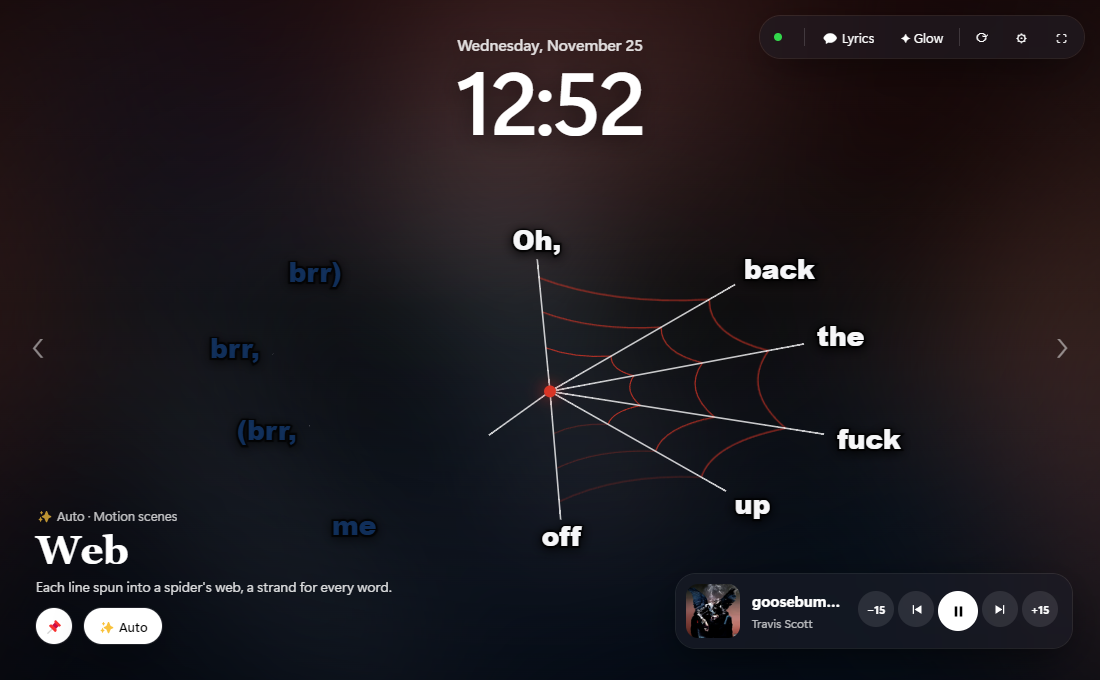 Wednesday, November 25
12:52
Lyrics
Glow
Oh,
back
the
fuck
up
off
me
(brr,
brr,
brr)
Auto · Motion scenes
Web
Each line spun into a spider's web, a strand for every word.
Auto
goosebum...
Travis Scott
−15
+15